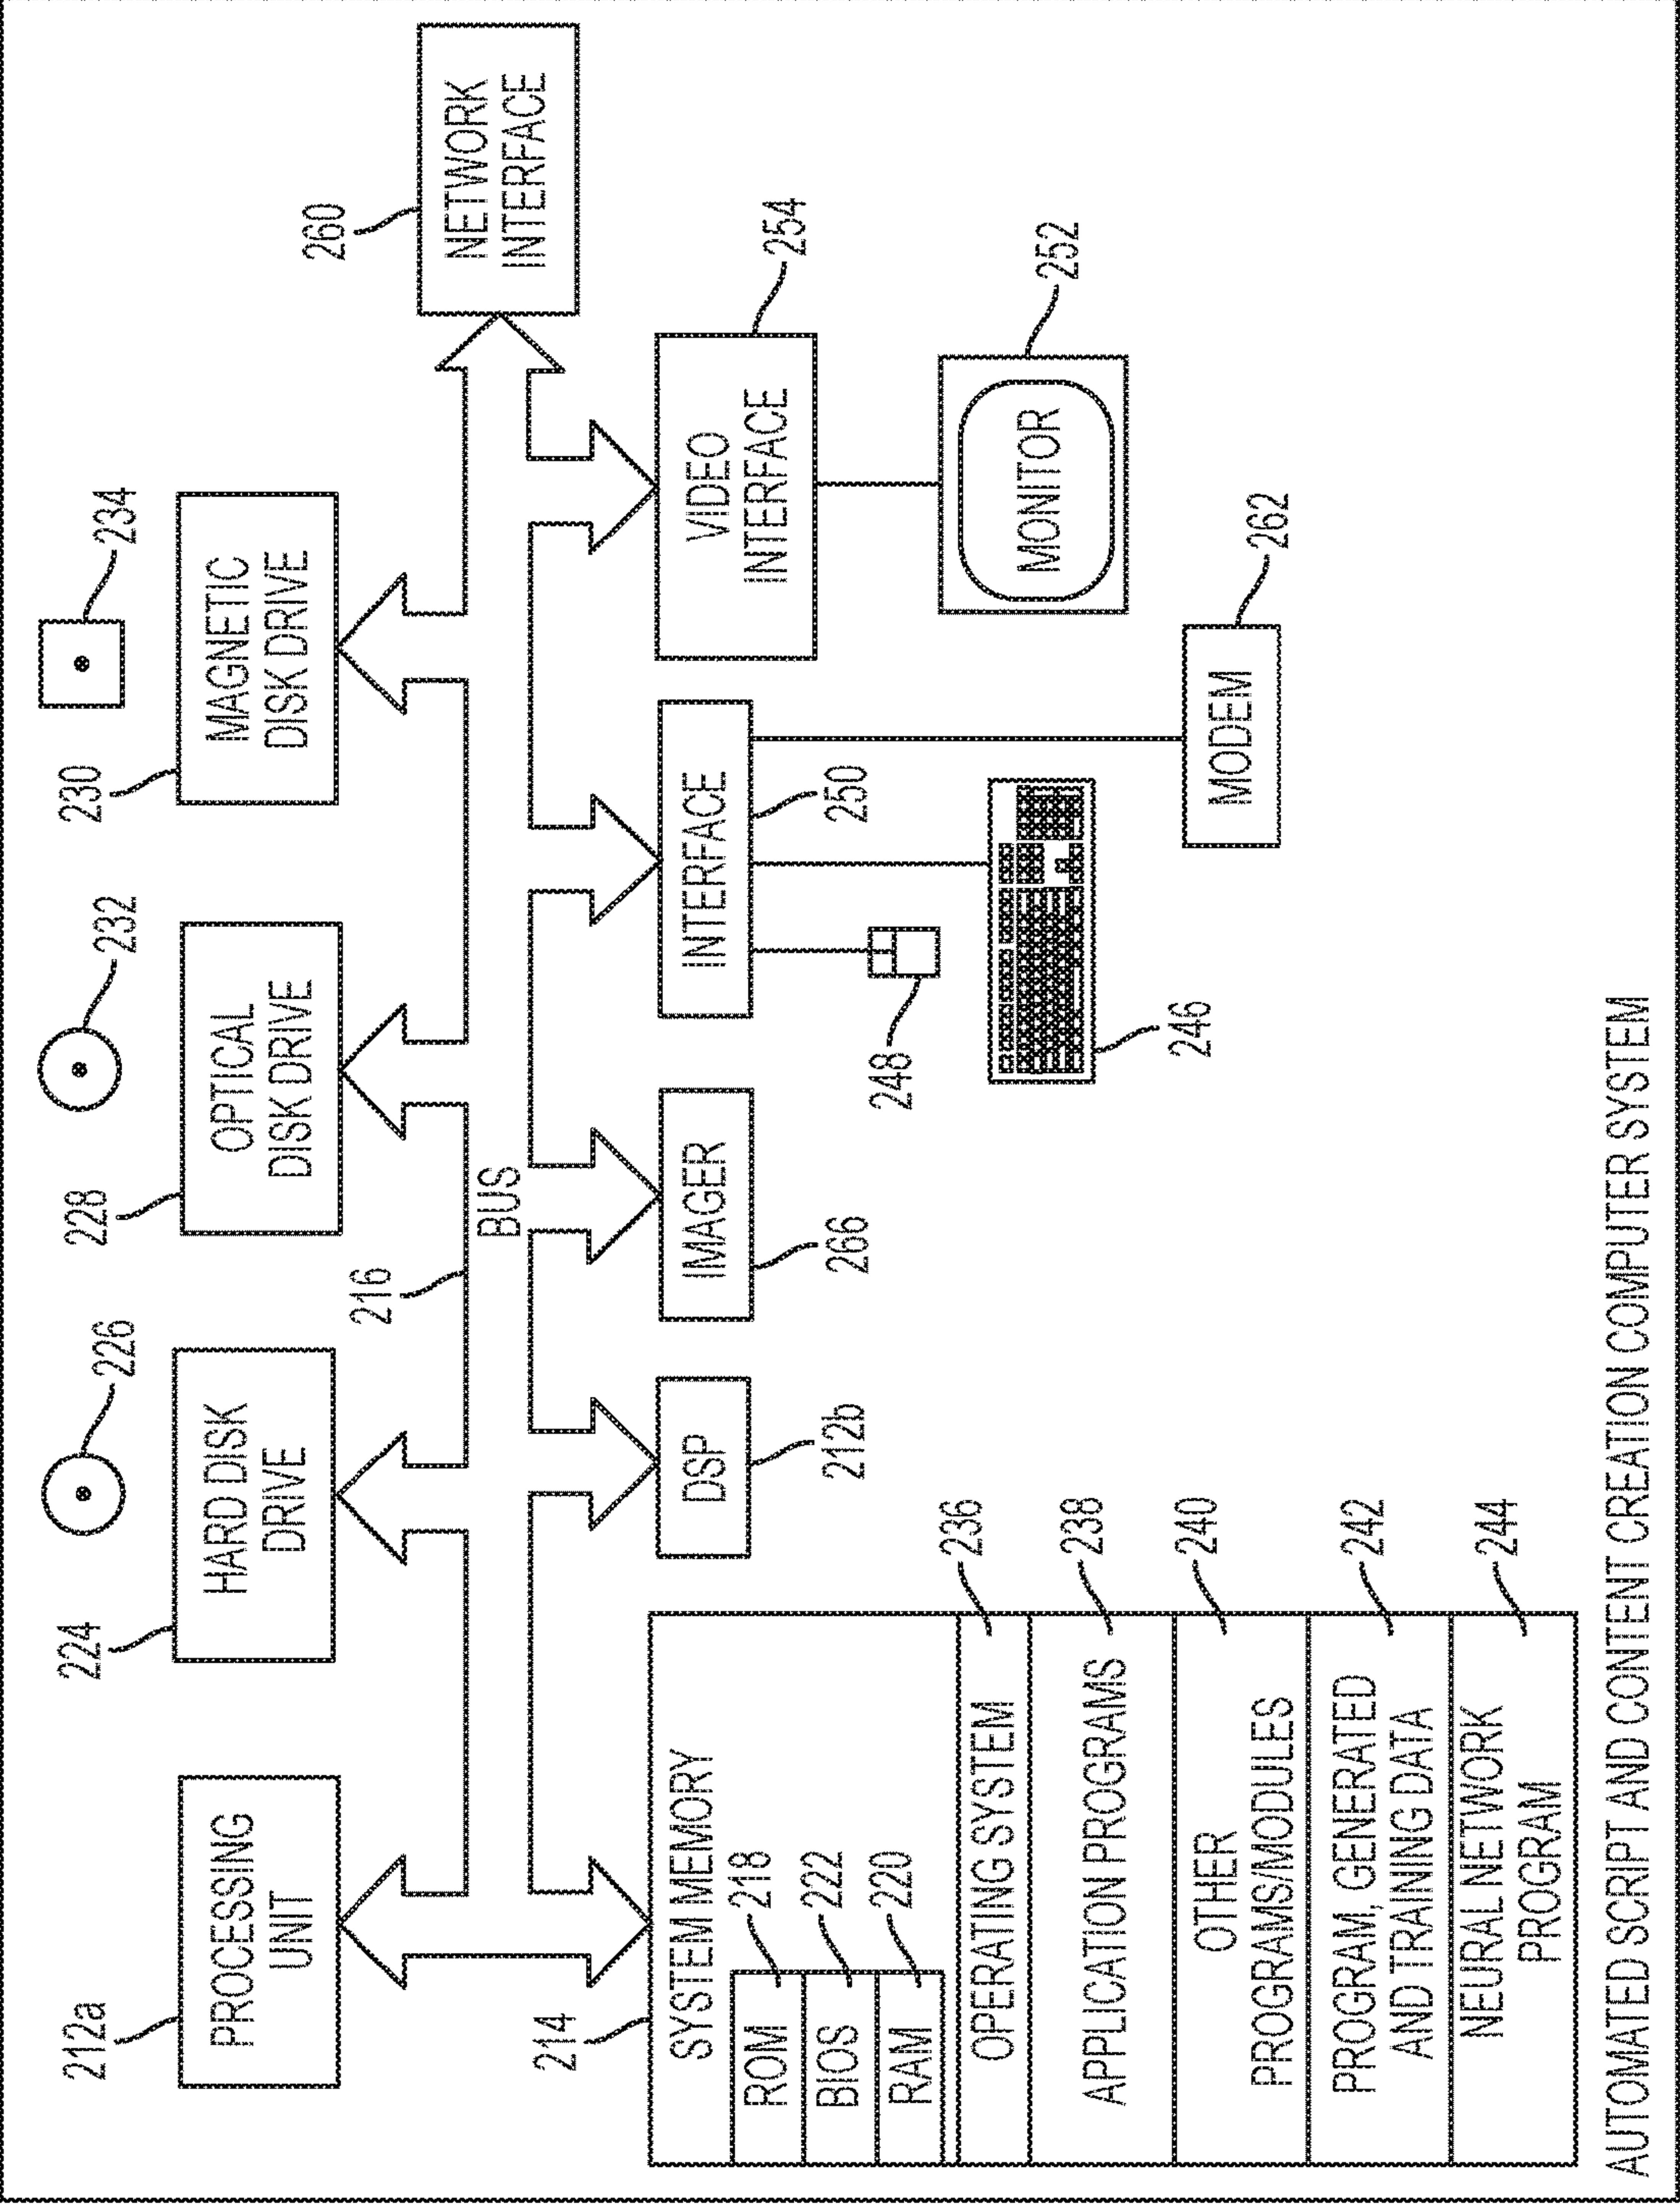 212a
PROCESSING
UNIT
224
HARD DISK
DRIVE
226
228
OPTICAL
DISK DRIVE
232
230
MAGNETIC
DISK DRIVE
234
216
BUS
260
NETWORK
INTERFACE
214
SYSTEM MEMORY
ROM
218
BIOS
222
RAM
220
OPERATING SYSTEM
236
APPLICATION PROGRAMS
238
OTHER
PROGRAMS/MODULES
240
PROGRAM, GENERATED
AND TRAINING DATA
242
NEURAL NETWORK
PROGRAM
244
DSP
212b
IMAGER
266
INTERFACE
250
248
246
VIDEO
INTERFACE
254
MONITOR
252
MODEM
262
AUTOMATED SCRIPT AND CONTENT CREATION COMPUTER SYSTEM